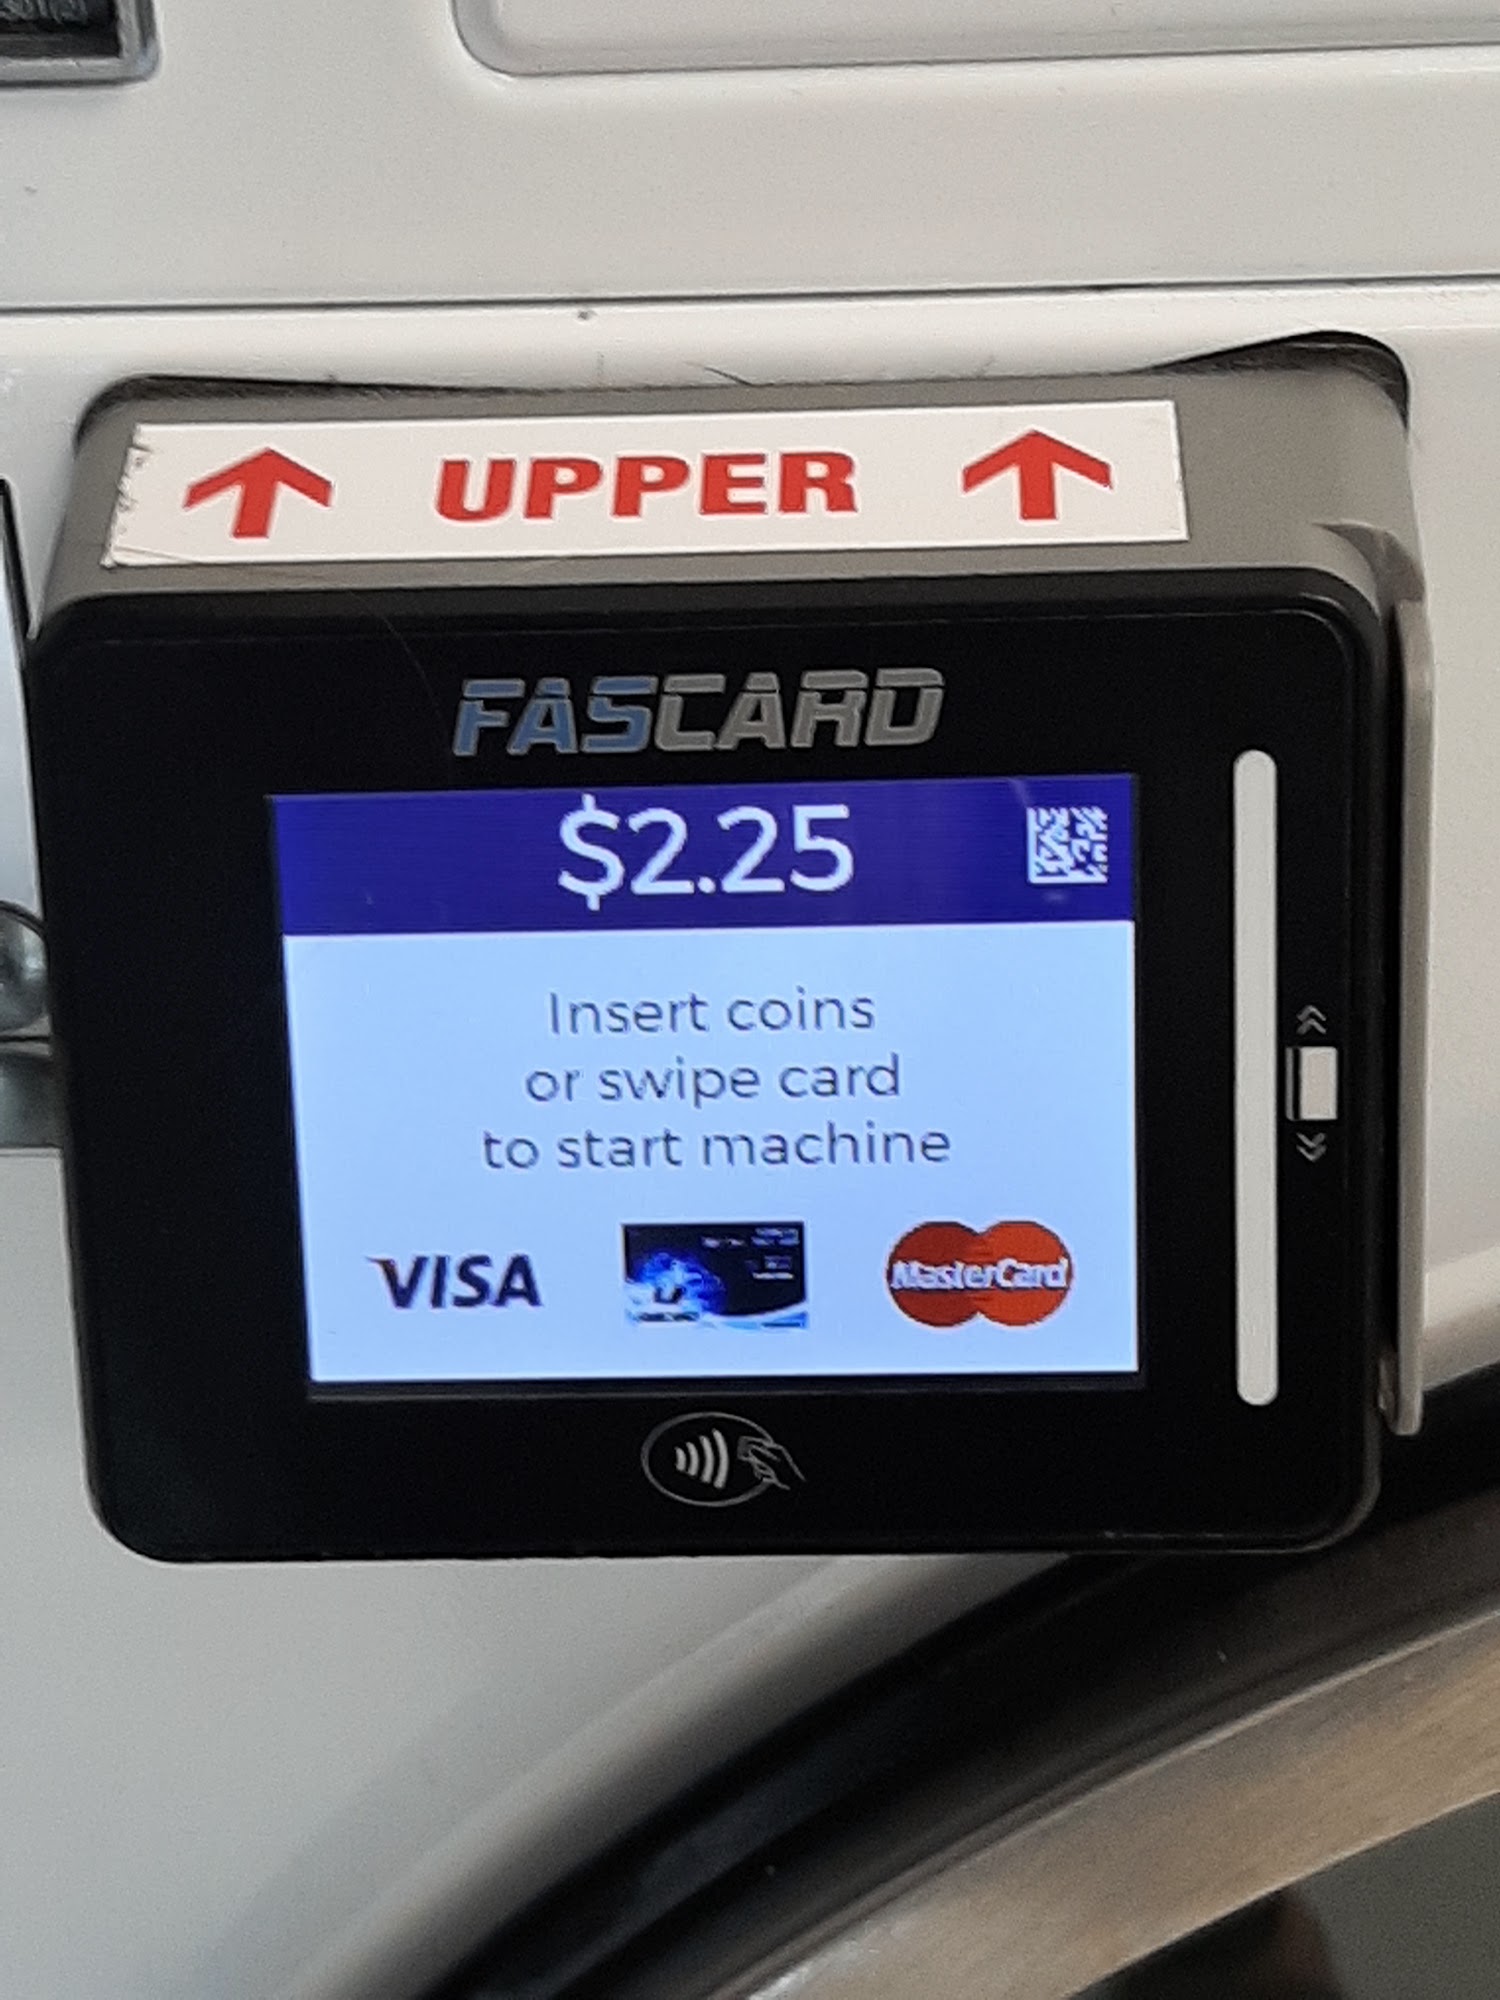 UPPER
FASCARD
$2.25
Insert coins
or swipe card
to start machine
VISA
MasterCard